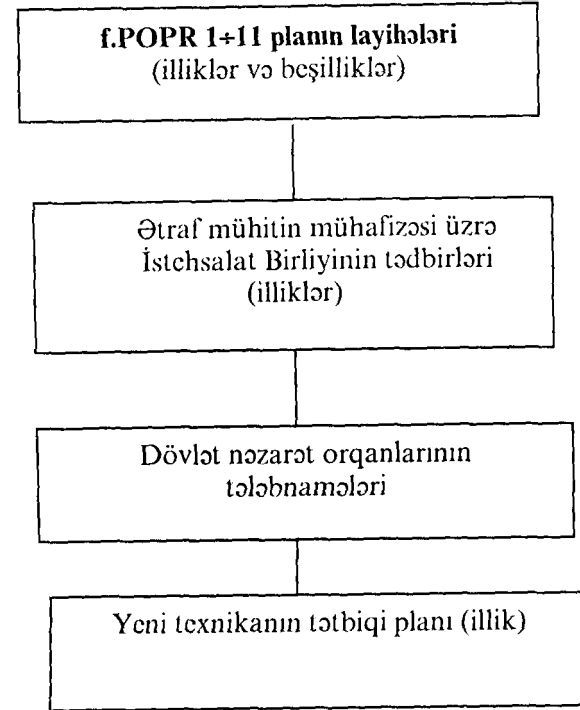 f.POPR 1÷11 planın layihələri
(illiklər və beşilliklər)
Ətraf mühitin mühafizəsi üzrə
İstehsalat Birliyinin tədbirləri
(illiklər)
Dövlət nəzarət orqanlarının
tələbnamələri
Yeni texnikanın tətbiqi planı (illik)